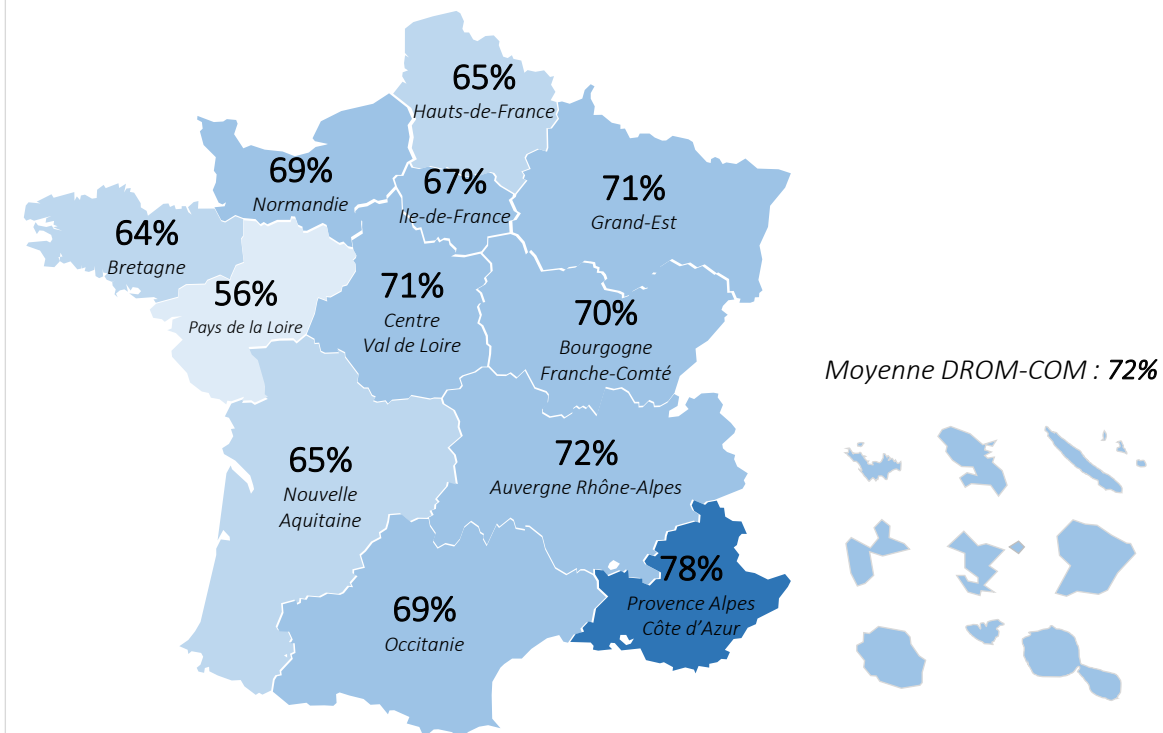 65%
Hauts-de-France
69%
Normandie
67%
Ile-de-France
71%
Grand-Est
64%
Bretagne
56%
Pays de la Loire
71%
Centre
Val de Loire
70%
Bourgogne
Franche-Comté
Moyenne DROM-COM : 72%
65%
Nouvelle
Aquitaine
72%
Auvergne Rhône-Alpes
78%
Provence Alpes
Côte d’Azur
69%
Occitanie